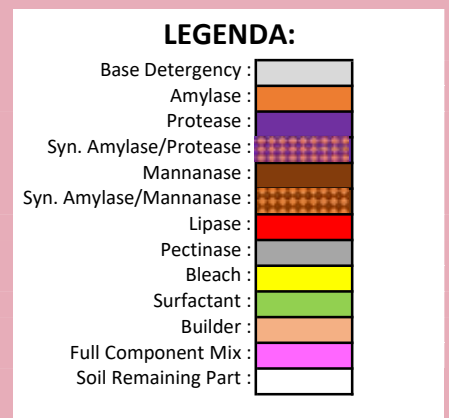 LEGENDA:
Base Detergency :
Amylase :
Protease :
Syn. Amylase/Protease :
Mannanase :
Syn. Amylase/Mannanase :
Lipase :
Pectinase :
Bleach :
Surfactant :
Builder :
Full Component Mix :
Soil Remaining Part :